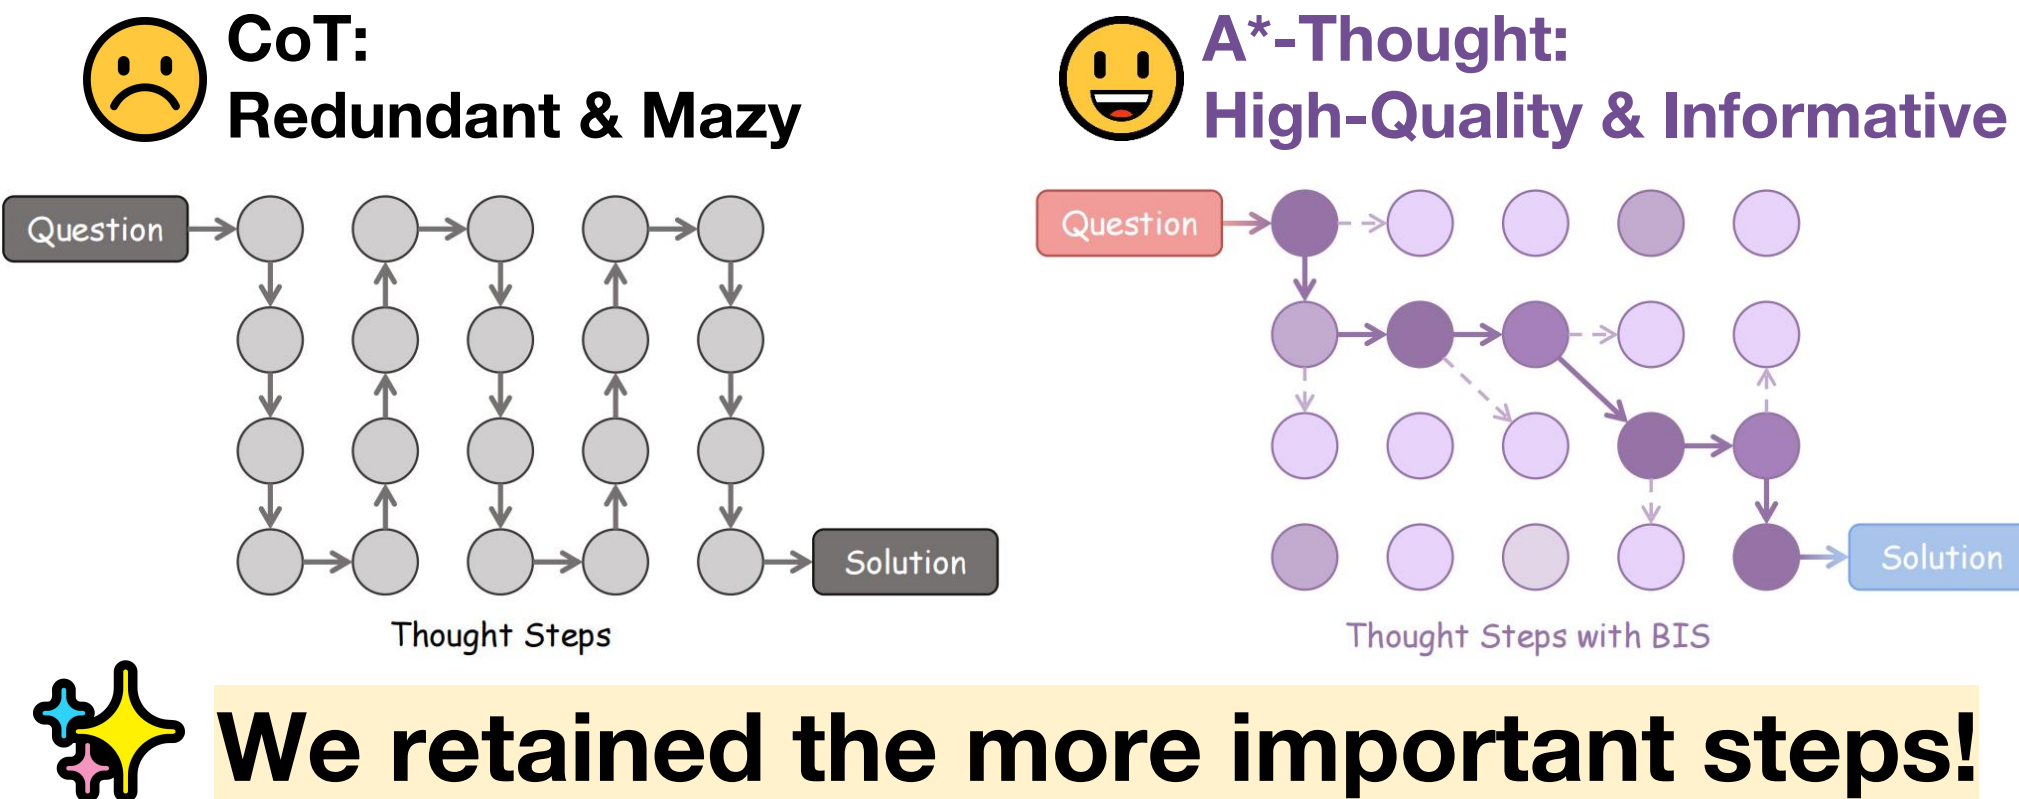 CoT:
Redundant & Mazy
A*-Thought:
High-Quality & Informative
Question
Solution
Thought Steps
Question
Solution
Thought Steps with BIS
We retained the more important steps!